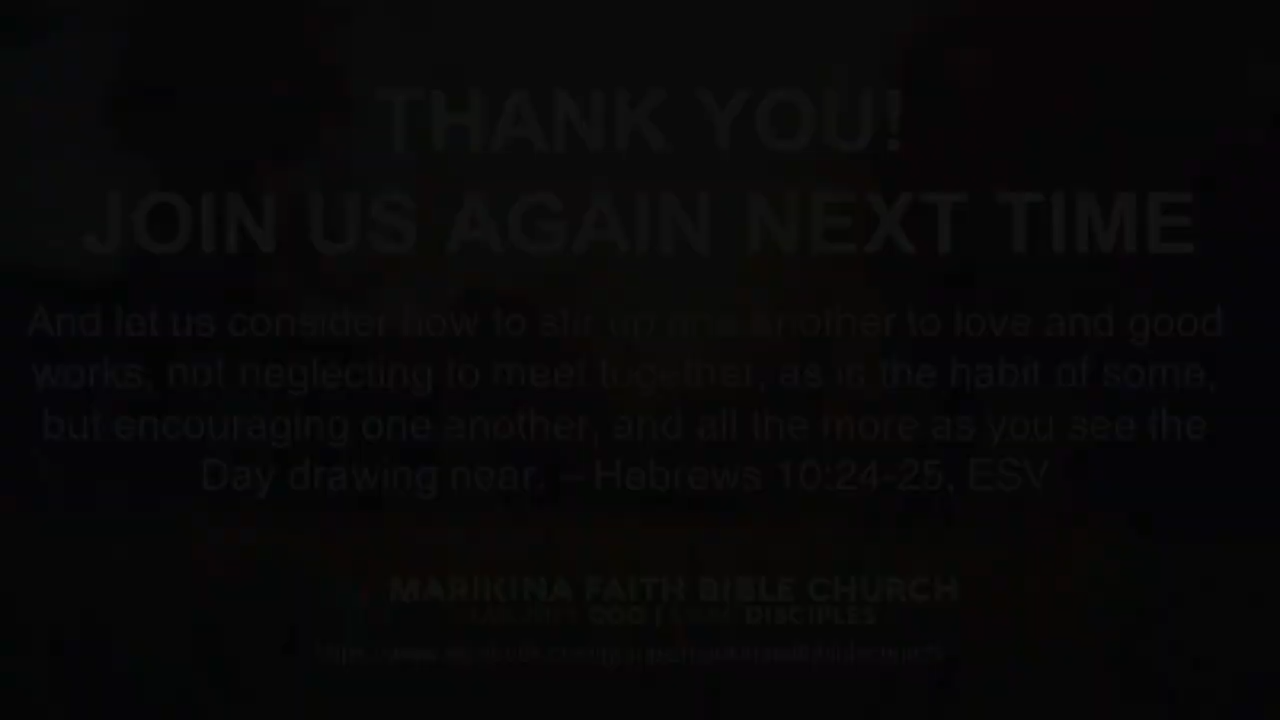 THANK YOU!
JOIN US AGAIN NEXT TIME
And let us consider how to stir up one another to love and good
works, not neglecting to meet together, as is the habit of some,
but encouraging one another, and all the more as you see the
Day drawing near. – Hebrews 10:24-25, ESV
MARIKINA FAITH BIBLE CHURCH
GOD | DISCIPLES